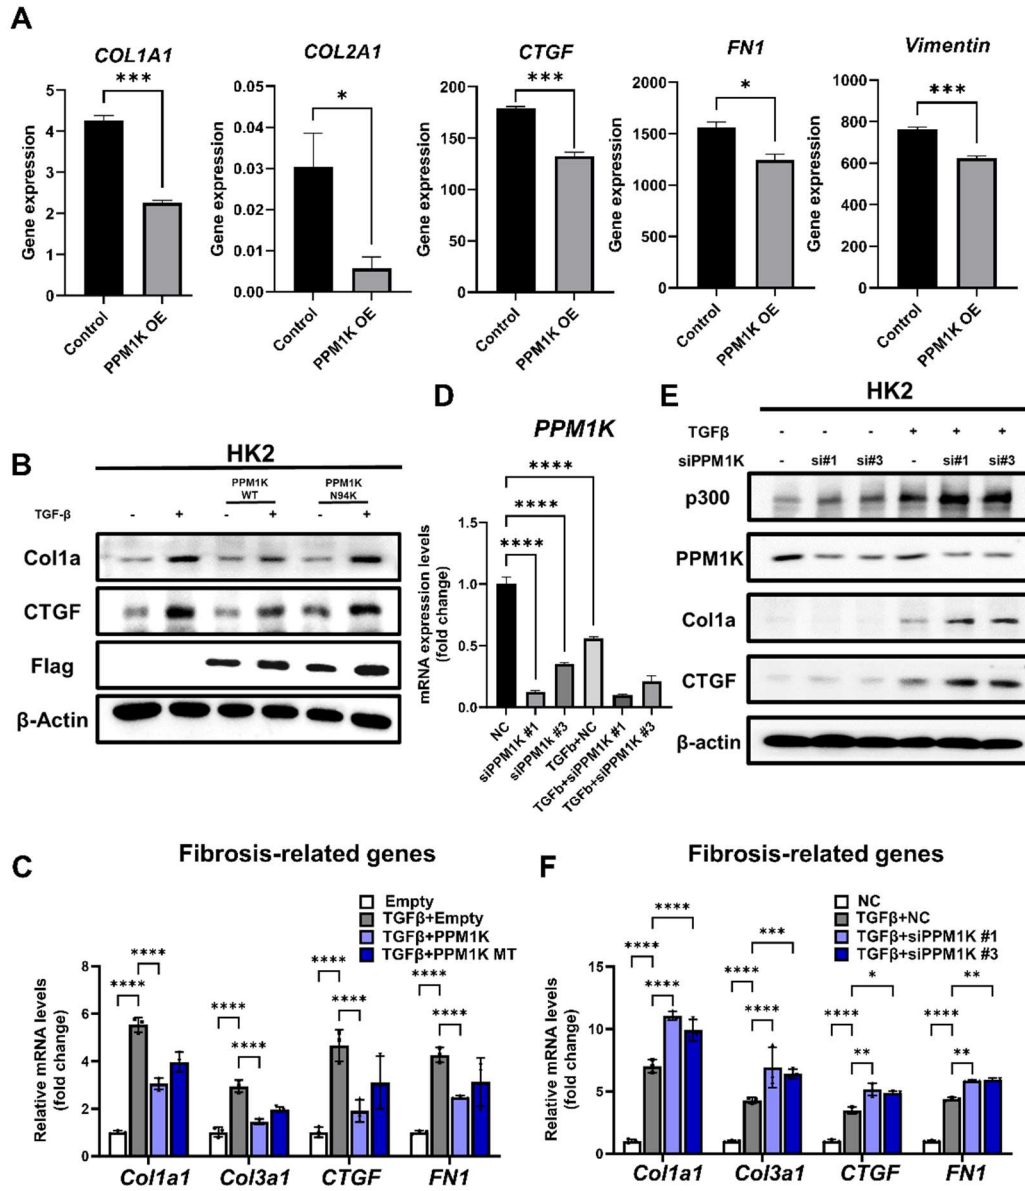 A
COL1A1
COL2A1
CTGF
FN1
Vimentin
***
*
***
*
***
Gene expression
5
4
3
2
1
0
Control
PPM1K OE
Gene expression
0.05
0.04
0.03
0.02
0.01
0.00
Control
PPM1K OE
Gene expression
200
150
100
50
0
Control
PPM1K OE
Gene expression
2000
1500
1000
500
0
Control
PPM1K OE
Gene expression
1000
800
600
400
200
0
Control
PPM1K OE
B
HK2
PPM1K WT
PPM1K N94K
TGF-β - + - + - +
Col1a
CTGF
Flag
β-Actin
D
PPM1K
****
****
****
mRNA expression levels
(fold change)
1.5
1.0
0.5
0.0
NC
siPPM1K #1
siPPM1k #3
TGFb+NC
TGFb+siPPM1K #1
TGFb+siPPM1K #3
E
HK2
TGFβ - - - + + +
siPPM1K - si#1 si#3 - si#1 si#3
p300
PPM1K
Col1a
CTGF
β-actin
C
Fibrosis-related genes
Empty
TGFβ+Empty
TGFβ+PPM1K
TGFβ+PPM1K MT
Relative mRNA levels
(fold change)
8
6
4
2
0
****
****
****
****
****
****
****
****
Col1a1
Col3a1
CTGF
FN1
F
Fibrosis-related genes
NC
TGFβ+NC
TGFβ+siPPM1K #1
TGFβ+siPPM1K #3
Relative mRNA levels
(fold change)
15
10
5
0
****
****
****
***
****
****
*
****
**
**
****
**
Col1a1
Col3a1
CTGF
FN1